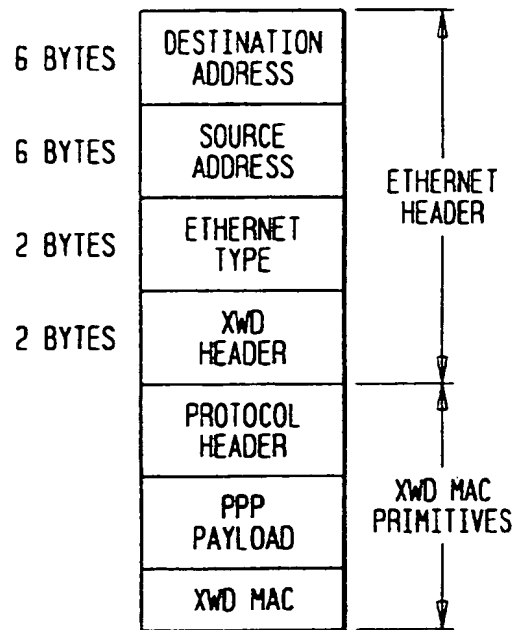 6 BYTES
DESTINATION
ADDRESS
6 BYTES
SOURCE
ADDRESS
2 BYTES
ETHERNET
TYPE
2 BYTES
XWD
HEADER
ETHERNET
HEADER
PROTOCOL
HEADER
PPP
PAYLOAD
XWD MAC
XWD MAC
PRIMITIVES